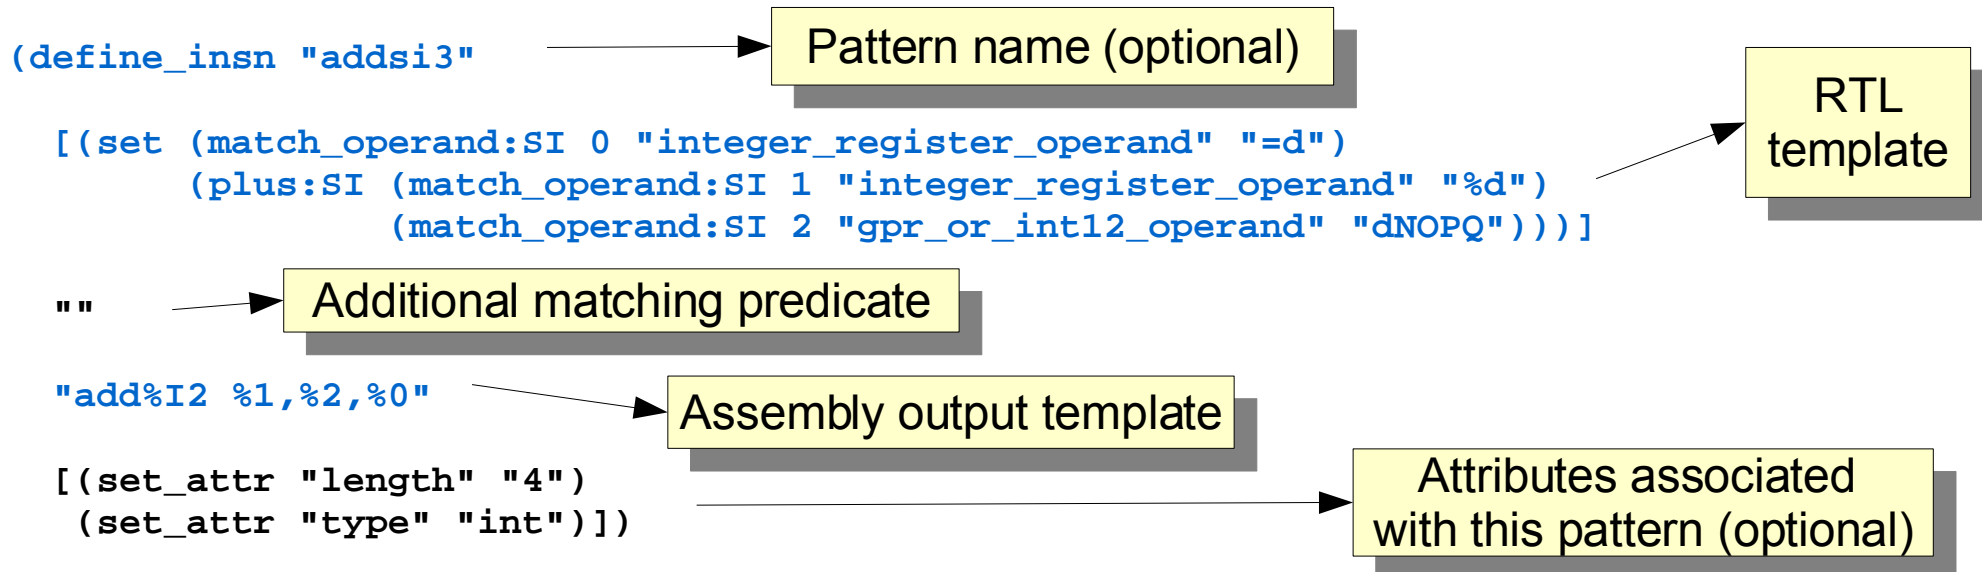 (define_insn "addsi3"
Pattern name (optional)
[(set (match_operand:SI 0 "integer_register_operand" "=d")
(plus:SI (match_operand:SI 1 "integer_register_operand" "%d")
(match_operand:SI 2 "gpr_or_int12_operand" "dNOPQ")))]
RTL
template
""
Additional matching predicate
"add%I2 %1,%2,%0"
Assembly output template
[(set_attr "length" "4")
(set_attr "type" "int")])
Attributes associated
with this pattern (optional)